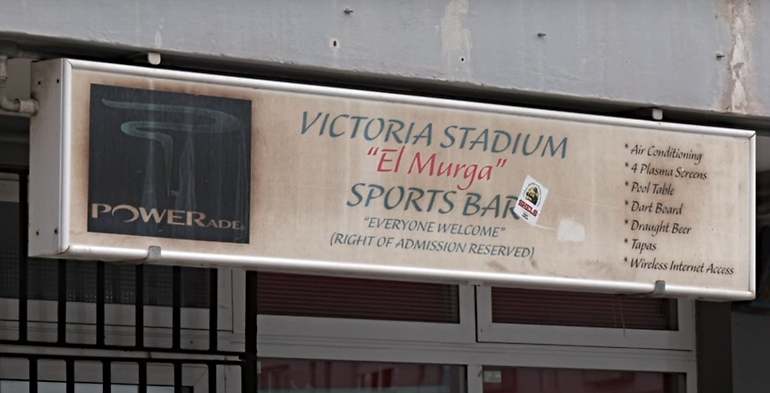 POWERADE
VICTORIA STADIUM
"El Murga"
SPORTS BAR
"EVERYONE WELCOME"
(RIGHT OF ADMISSION RESERVED)
* Air Conditioning
* 4 Plasma Screens
* Pool Table
* Dart Board
* Draught Beer
* Tapas
* Wireless Internet Access